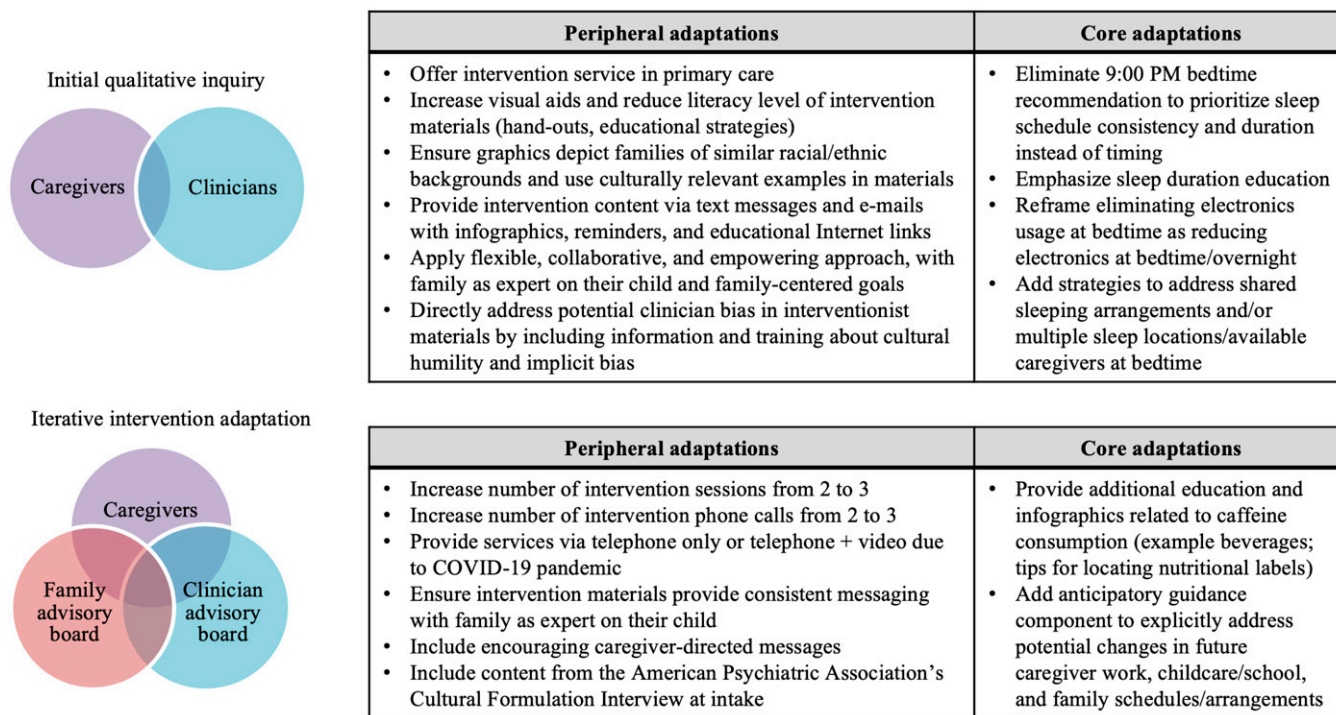 Initial qualitative inquiry
Caregivers
Clinicians
Peripheral adaptations
• Offer intervention service in primary care
• Increase visual aids and reduce literacy level of intervention
materials (hand-outs, educational strategies)
• Ensure graphics depict families of similar racial/ethnic
backgrounds and use culturally relevant examples in materials
• Provide intervention content via text messages and e-mails
with infographics, reminders, and educational Internet links
• Apply flexible, collaborative, and empowering approach, with
family as expert on their child and family-centered goals
• Directly address potential clinician bias in interventionist
materials by including information and training about cultural
humility and implicit bias
Core adaptations
• Eliminate 9:00 PM bedtime
recommendation to prioritize sleep
schedule consistency and duration
instead of timing
• Emphasize sleep duration education
• Reframe eliminating electronics
usage at bedtime as reducing
electronics at bedtime/overnight
• Add strategies to address shared
sleeping arrangements and/or
multiple sleep locations/available
caregivers at bedtime
Iterative intervention adaptation
Caregivers
Family
advisory
board
Clinician
advisory
board
Peripheral adaptations
• Increase number of intervention sessions from 2 to 3
• Increase number of intervention phone calls from 2 to 3
• Provide services via telephone only or telephone + video due
to COVID-19 pandemic
• Ensure intervention materials provide consistent messaging
with family as expert on their child
• Include encouraging caregiver-directed messages
• Include content from the American Psychiatric Association's
Cultural Formulation Interview at intake
Core adaptations
• Provide additional education and
infographics related to caffeine
consumption (example beverages;
tips for locating nutritional labels)
• Add anticipatory guidance
component to explicitly address
potential changes in future
caregiver work, childcare/school,
and family schedules/arrangements